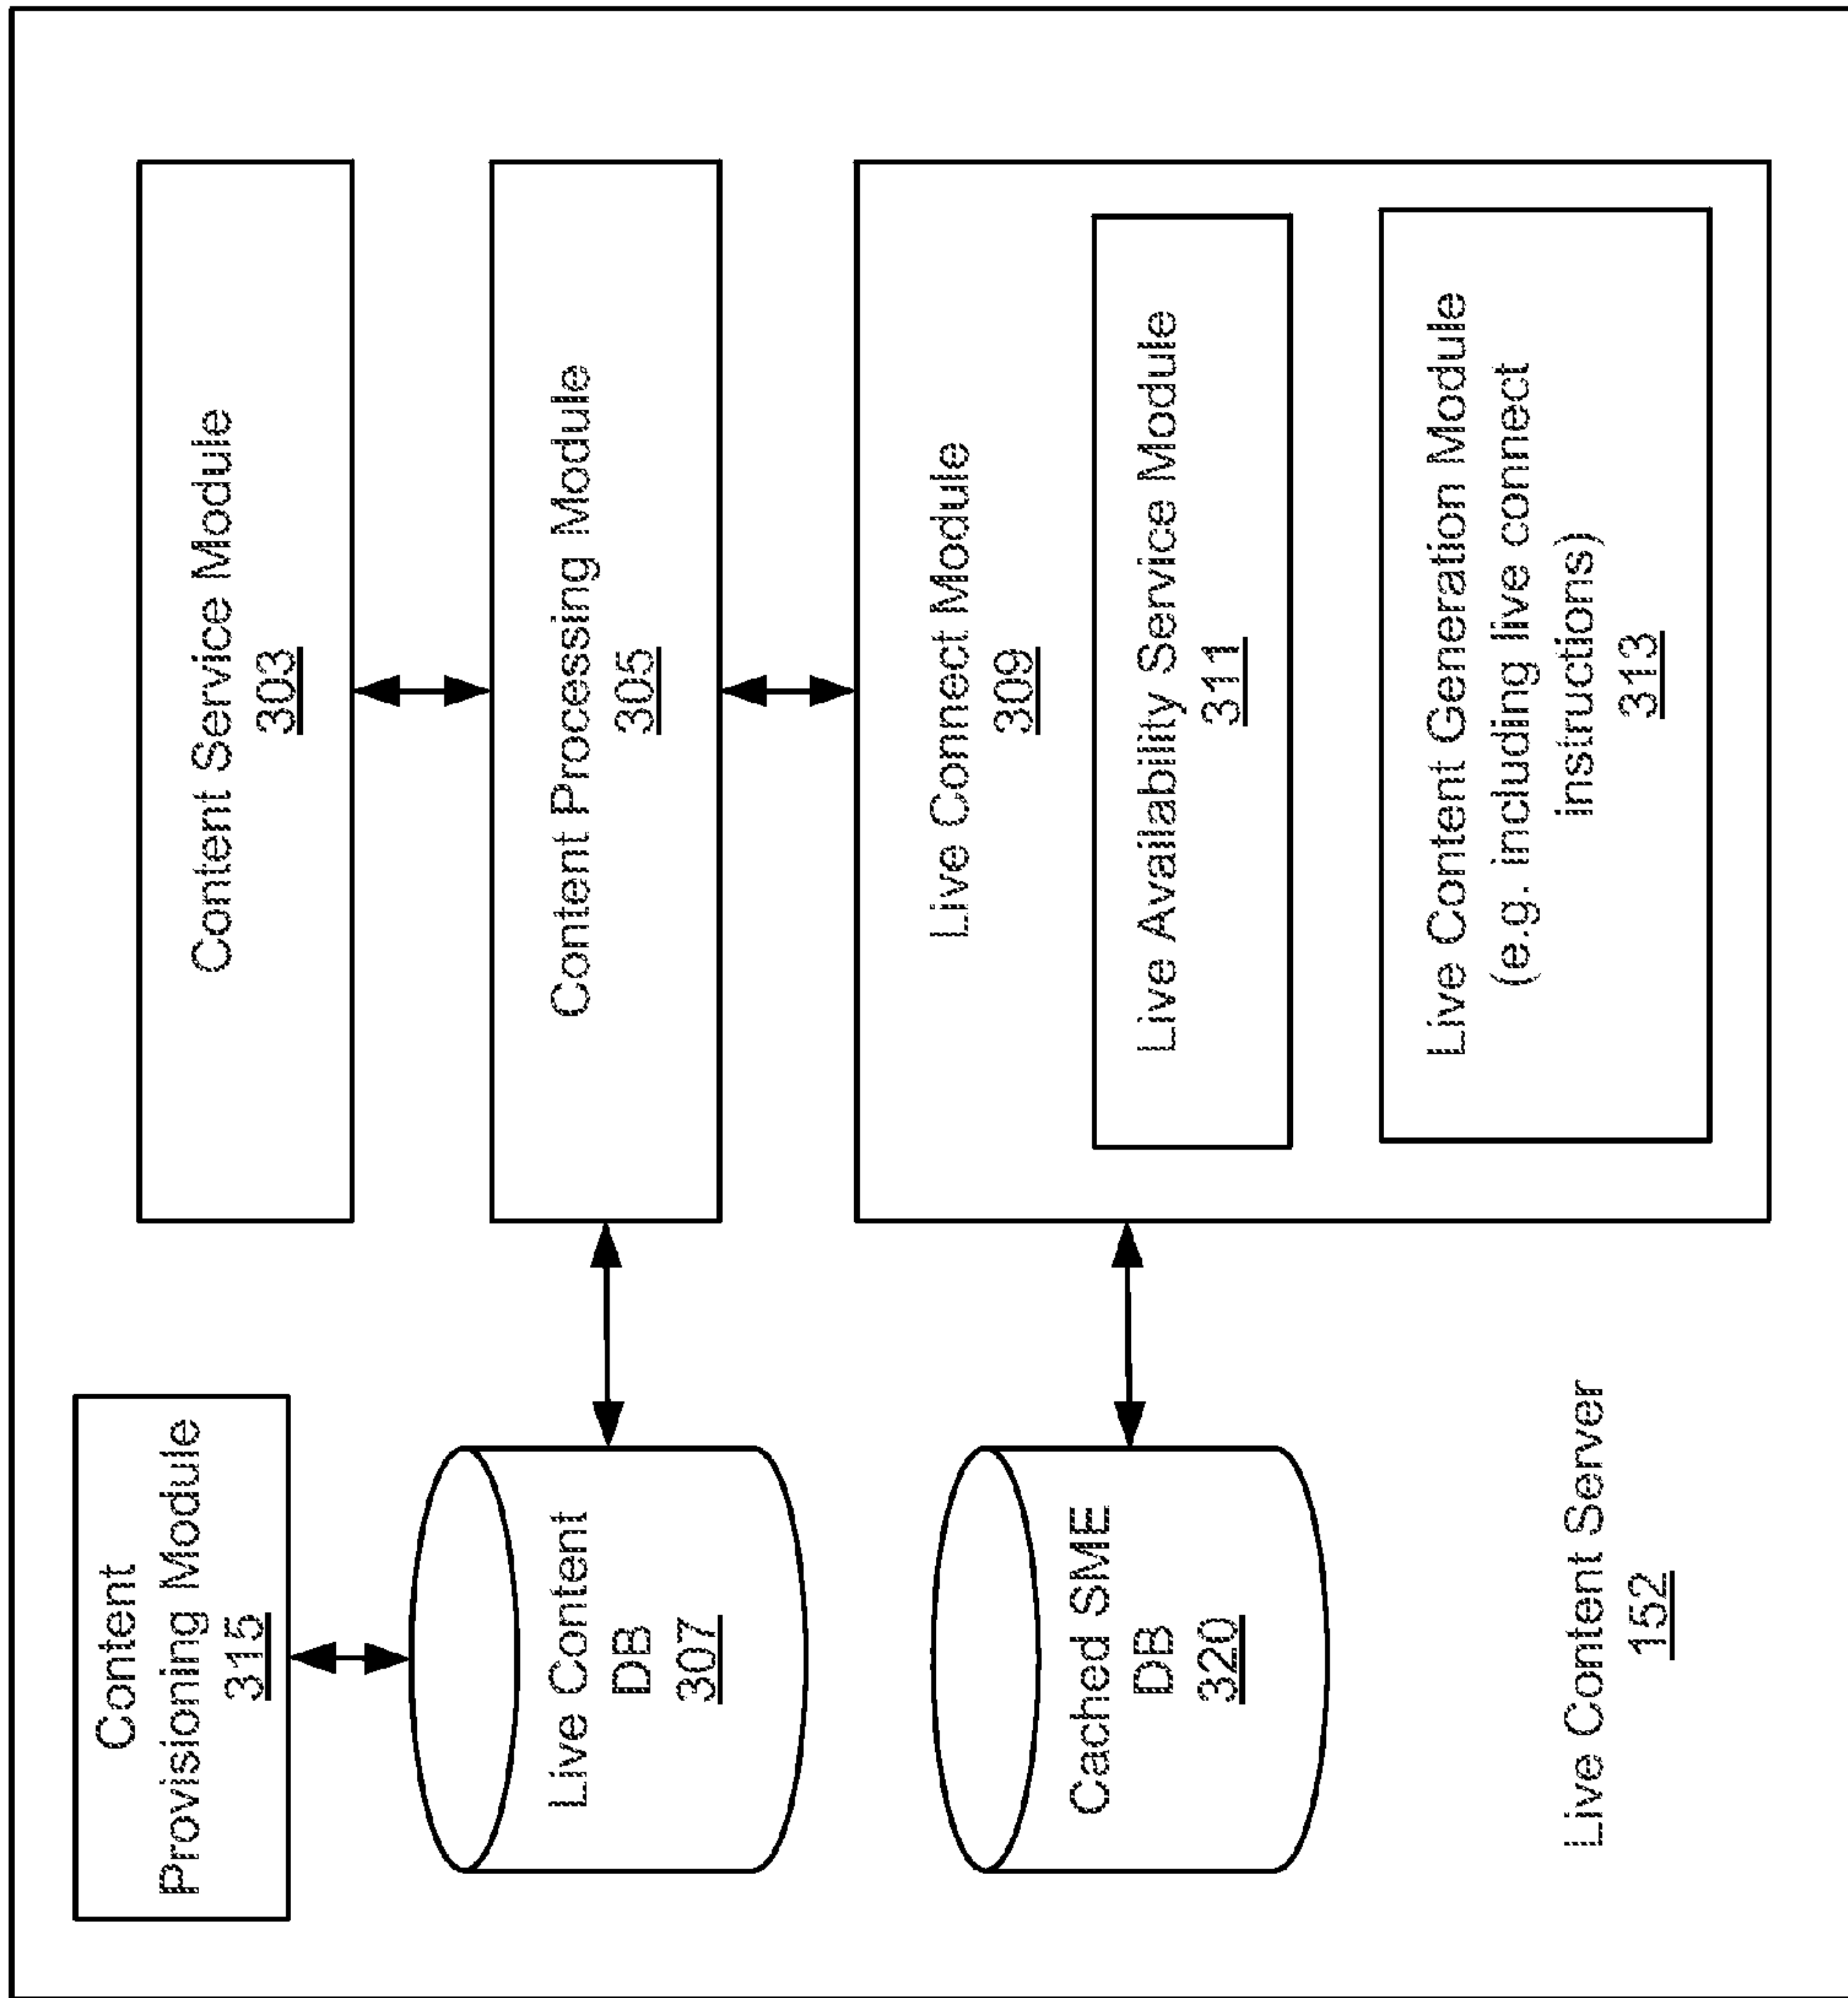 Content
Provisioning Module
315
Live Content
DB
307
Cached SME
DB
320
Live Content Server
152
Content Service Module
303
Content Processing Module
305
Live Connect Module
309
Live Availability Service Module
311
Live Content Generation Module
(e.g. including live connect
instructions)
313